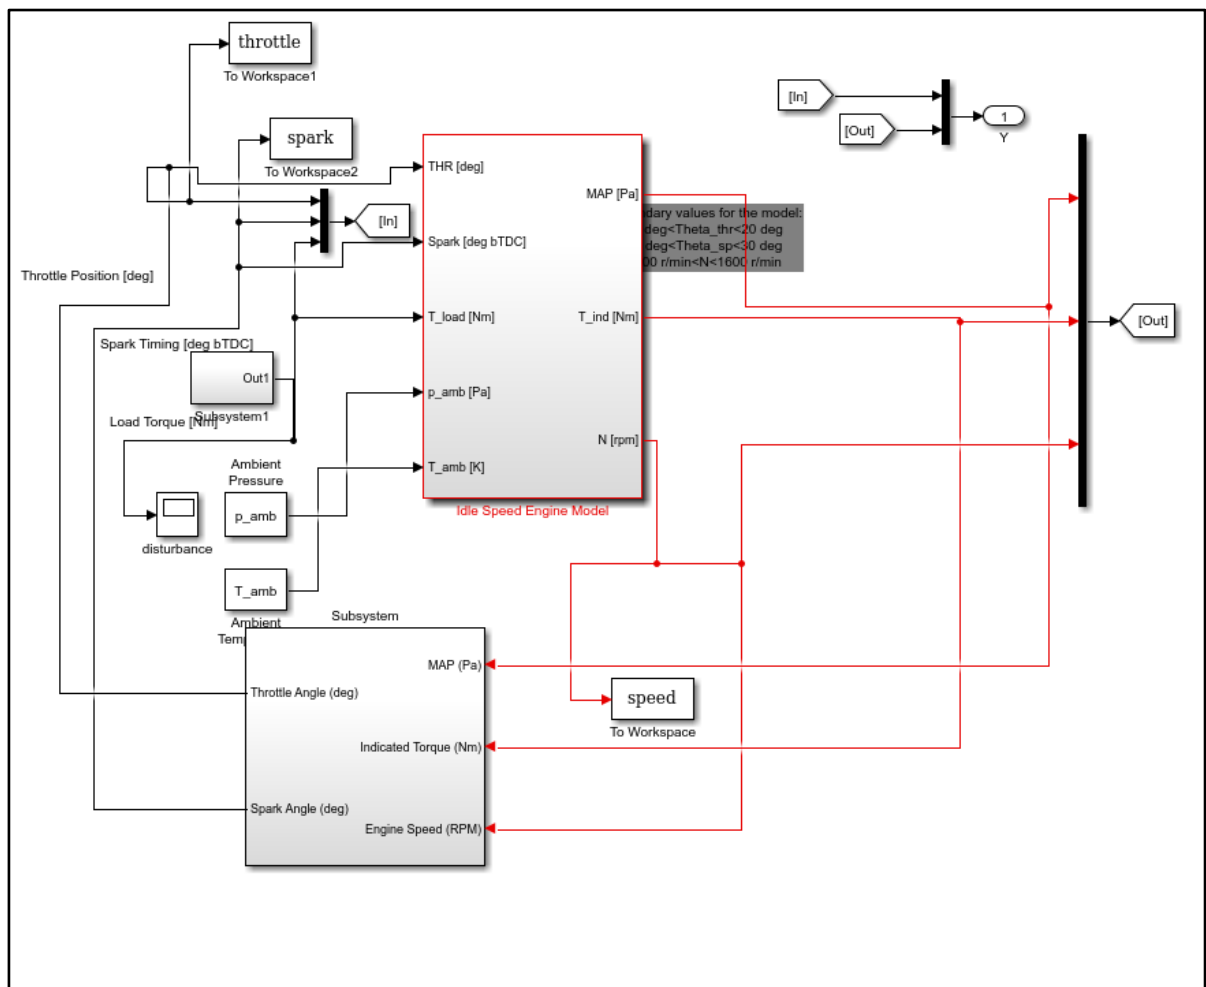 throttle
To Workspace1
[In]
[Out]
1
Y
spark
To Workspace2
THR [deg]
MAP [Pa]
[In]
Spark [deg bTDC]
values for the model:
deg<Theta_thr<20 deg
deg<Theta_sp<30 deg
r/min<N<1600 r/min
Throttle Position [deg]
T_load [Nm]
T_ind [Nm]
[Out]
Spark Timing [deg bTDC]
Out1
Subsystem1
Load Torque [Nm]
p_amb [Pa]
N [rpm]
Ambient
Pressure
T_amb [K]
Idle Speed Engine Model
p_amb
disturbance
T_amb
Ambient
Subsystem
MAP (Pa)
Throttle Angle (deg)
speed
To Workspace
Indicated Torque (Nm)
Spark Angle (deg)
Engine Speed (RPM)